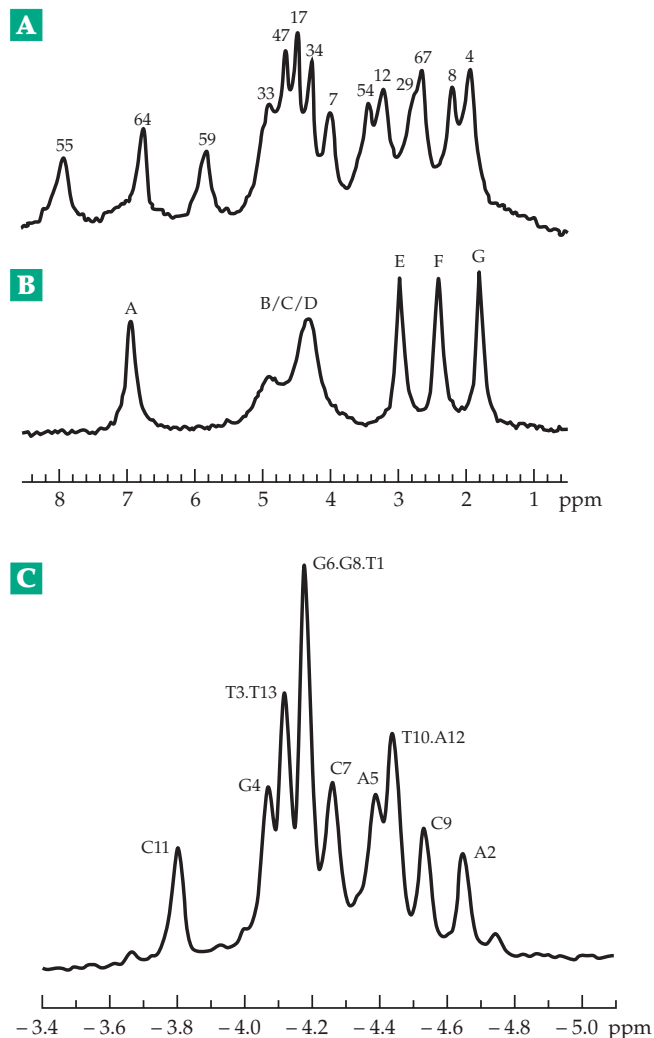 A
17
47
34
67
4
12
8
33
54
29
7
64
55
59
B
G
E
F
B/C/D
A
8 7 6 5 4 3 2 1 ppm
C
G6.G8.T1
T3.T13
T10.A12
C7
A5
G4
C9
C11
A2
−3.4 −3.6 −3.8 −4.0 −4.2 −4.4 −4.6 −4.8 −5.0 ppm